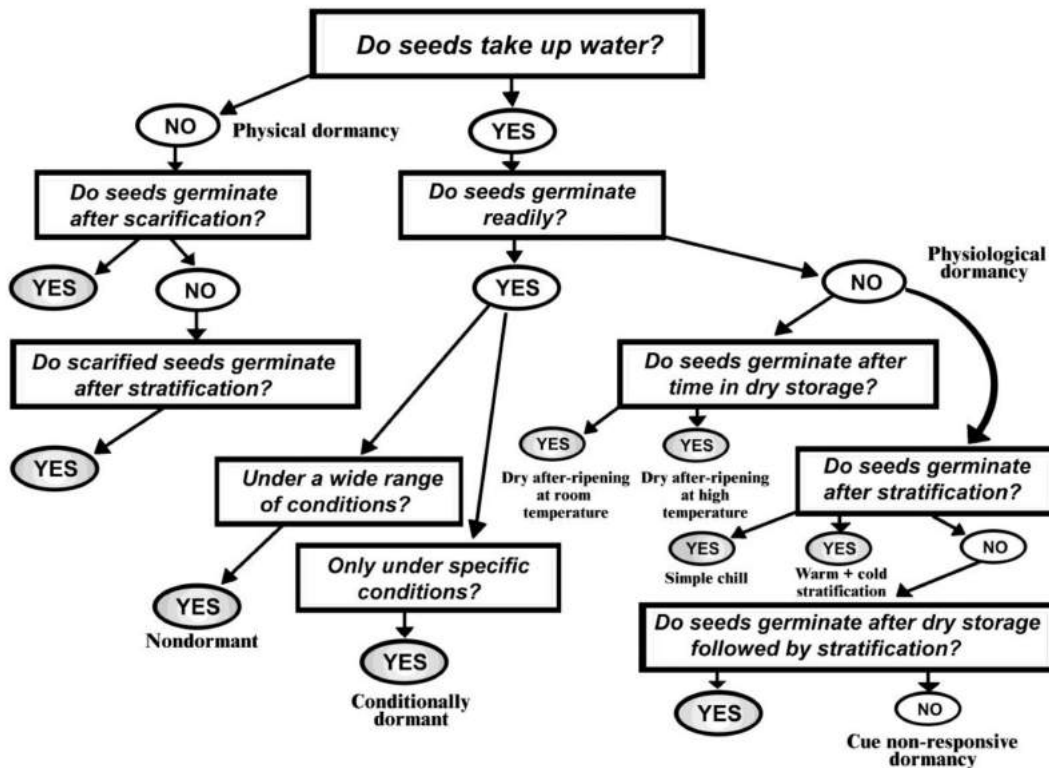 Do seeds take up water?
NO
Physical dormancy
YES
Do seeds germinate
after scarification?
Do seeds germinate
readily?
YES
NO
YES
Physiological
dormancy
NO
Do scarified seeds germinate
after stratification?
YES
Do seeds germinate after
time in dry storage?
YES
Dry after-ripening
at room
temperature
YES
Dry after-ripening
at high
temperature
Under a wide range
of conditions?
Do seeds germinate
after stratification?
Only under specific
conditions?
YES
Simple chill
YES
Warm + cold
stratification
NO
YES
Nondormant
YES
Conditionally
dormant
Do seeds germinate after dry storage
followed by stratification?
YES
NO
Cue non-responsive
dormancy